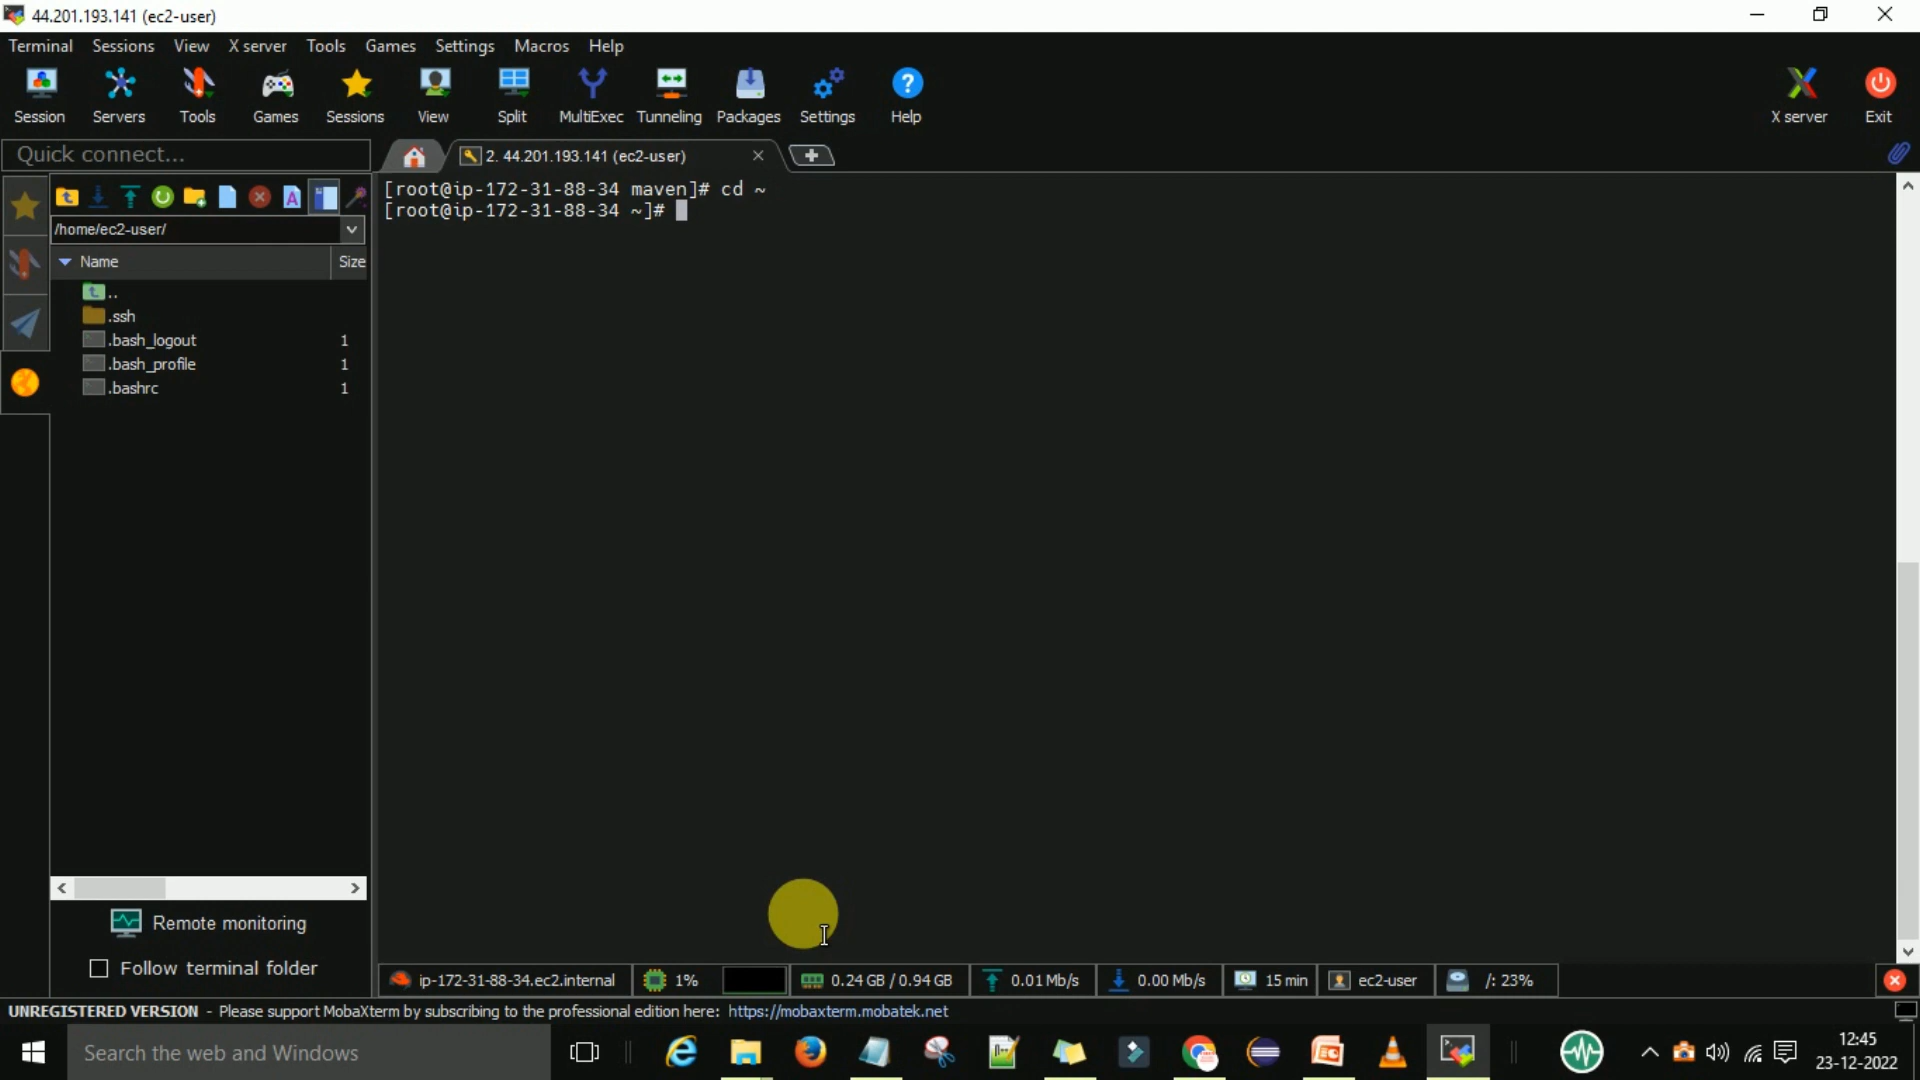 44.201.193.141 (ec2-user)
Terminal Sessions View X server Tools Games Settings Macros Help
Session Servers Tools Games Sessions View Split MultiExec Tunneling Packages Settings Help X server Exit
Quick connect...
2. 44.201.193.141 (ec2-user)
/home/ec2-user/
Name Size
..
.ssh
.bash_logout 1
.bash_profile 1
.bashrc 1
[root@ip-172-31-88-34 maven]# cd ~
[root@ip-172-31-88-34 ~]#
Remote monitoring
Follow terminal folder
ip-172-31-88-34.ec2.internal 1% 0.24 GB / 0.94 GB 0.01 Mb/s 0.00 Mb/s 15 min ec2-user /: 23%
UNREGISTERED VERSION - Please support MobaXterm by subscribing to the professional edition here: https://mobaxterm.mobatek.net
Search the web and Windows
12:45
23-12-2022